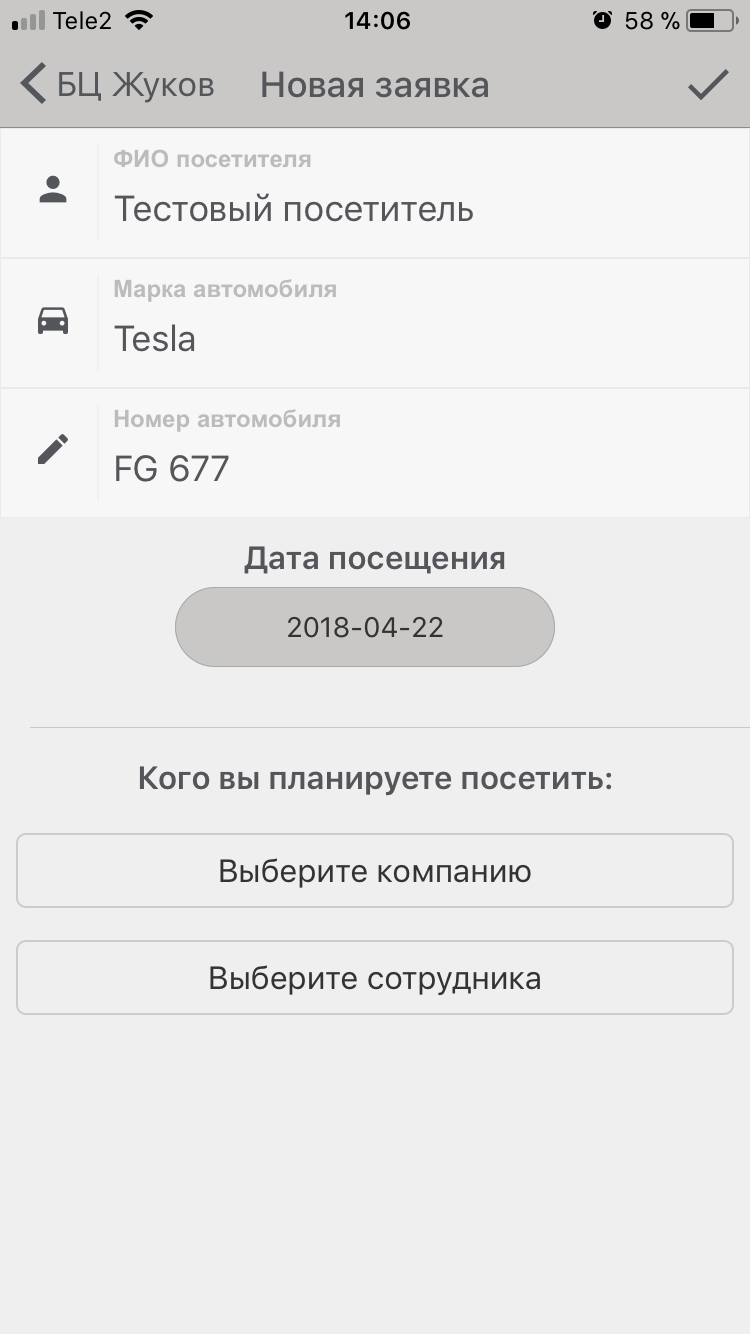 Tele2 14:06 58 %
БЦ Жуков Новая заявка
ФИО посетителя
Тестовый посетитель
Марка автомобиля
Tesla
Номер автомобиля
FG 677
Дата посещения
2018-04-22
Кого вы планируете посетить:
Выберите компанию
Выберите сотрудника